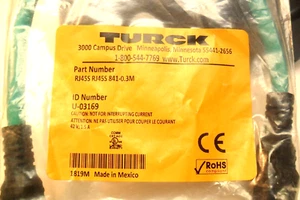 TURCK
3000 Campus Drive Minneapolis, Minnesota 55441-2656
1-800-544-7769 www.Turck.com
Part Number
RJ45S RJ45S 841-0.3M
ID Number
U-03169
CAUTION: NOT FOR INTERRUPTING CURRENT
ATTENTION: NE PAS UTILISER POUR COUPER LE COURANT
1819M Made in Mexico
RoHS